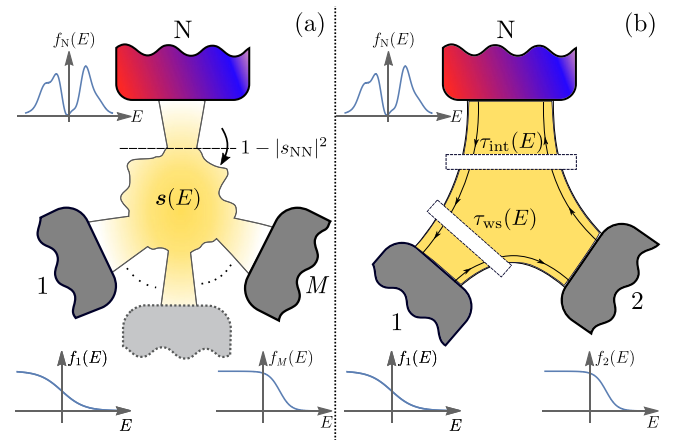 (a)
N
f_N(E)
E
1 − |s_NN|²
s(E)
1
M
f_1(E)
E
f_M(E)
E
(b)
N
f_N(E)
E
τ_int(E)
τ_ws(E)
1
2
f_1(E)
E
f_2(E)
E